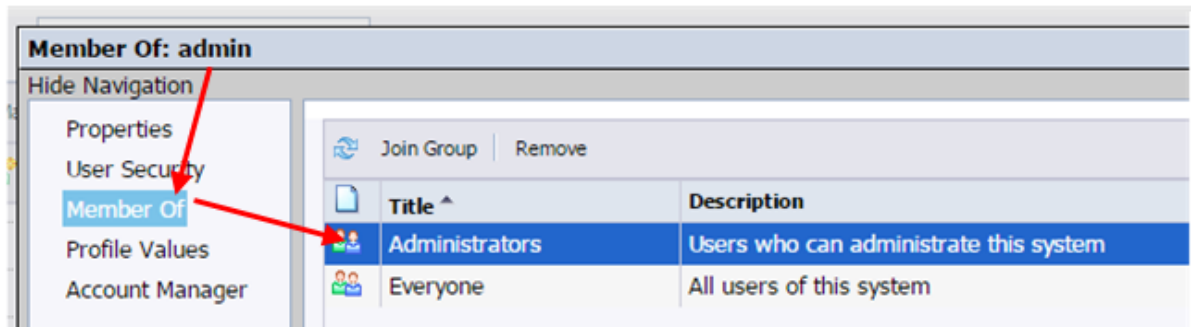 Member Of: admin
Hide Navigation
Properties
User Security
Member Of
Profile Values
Account Manager
Join Group Remove
Title Description
Administrators Users who can administrate this system
Everyone All users of this system